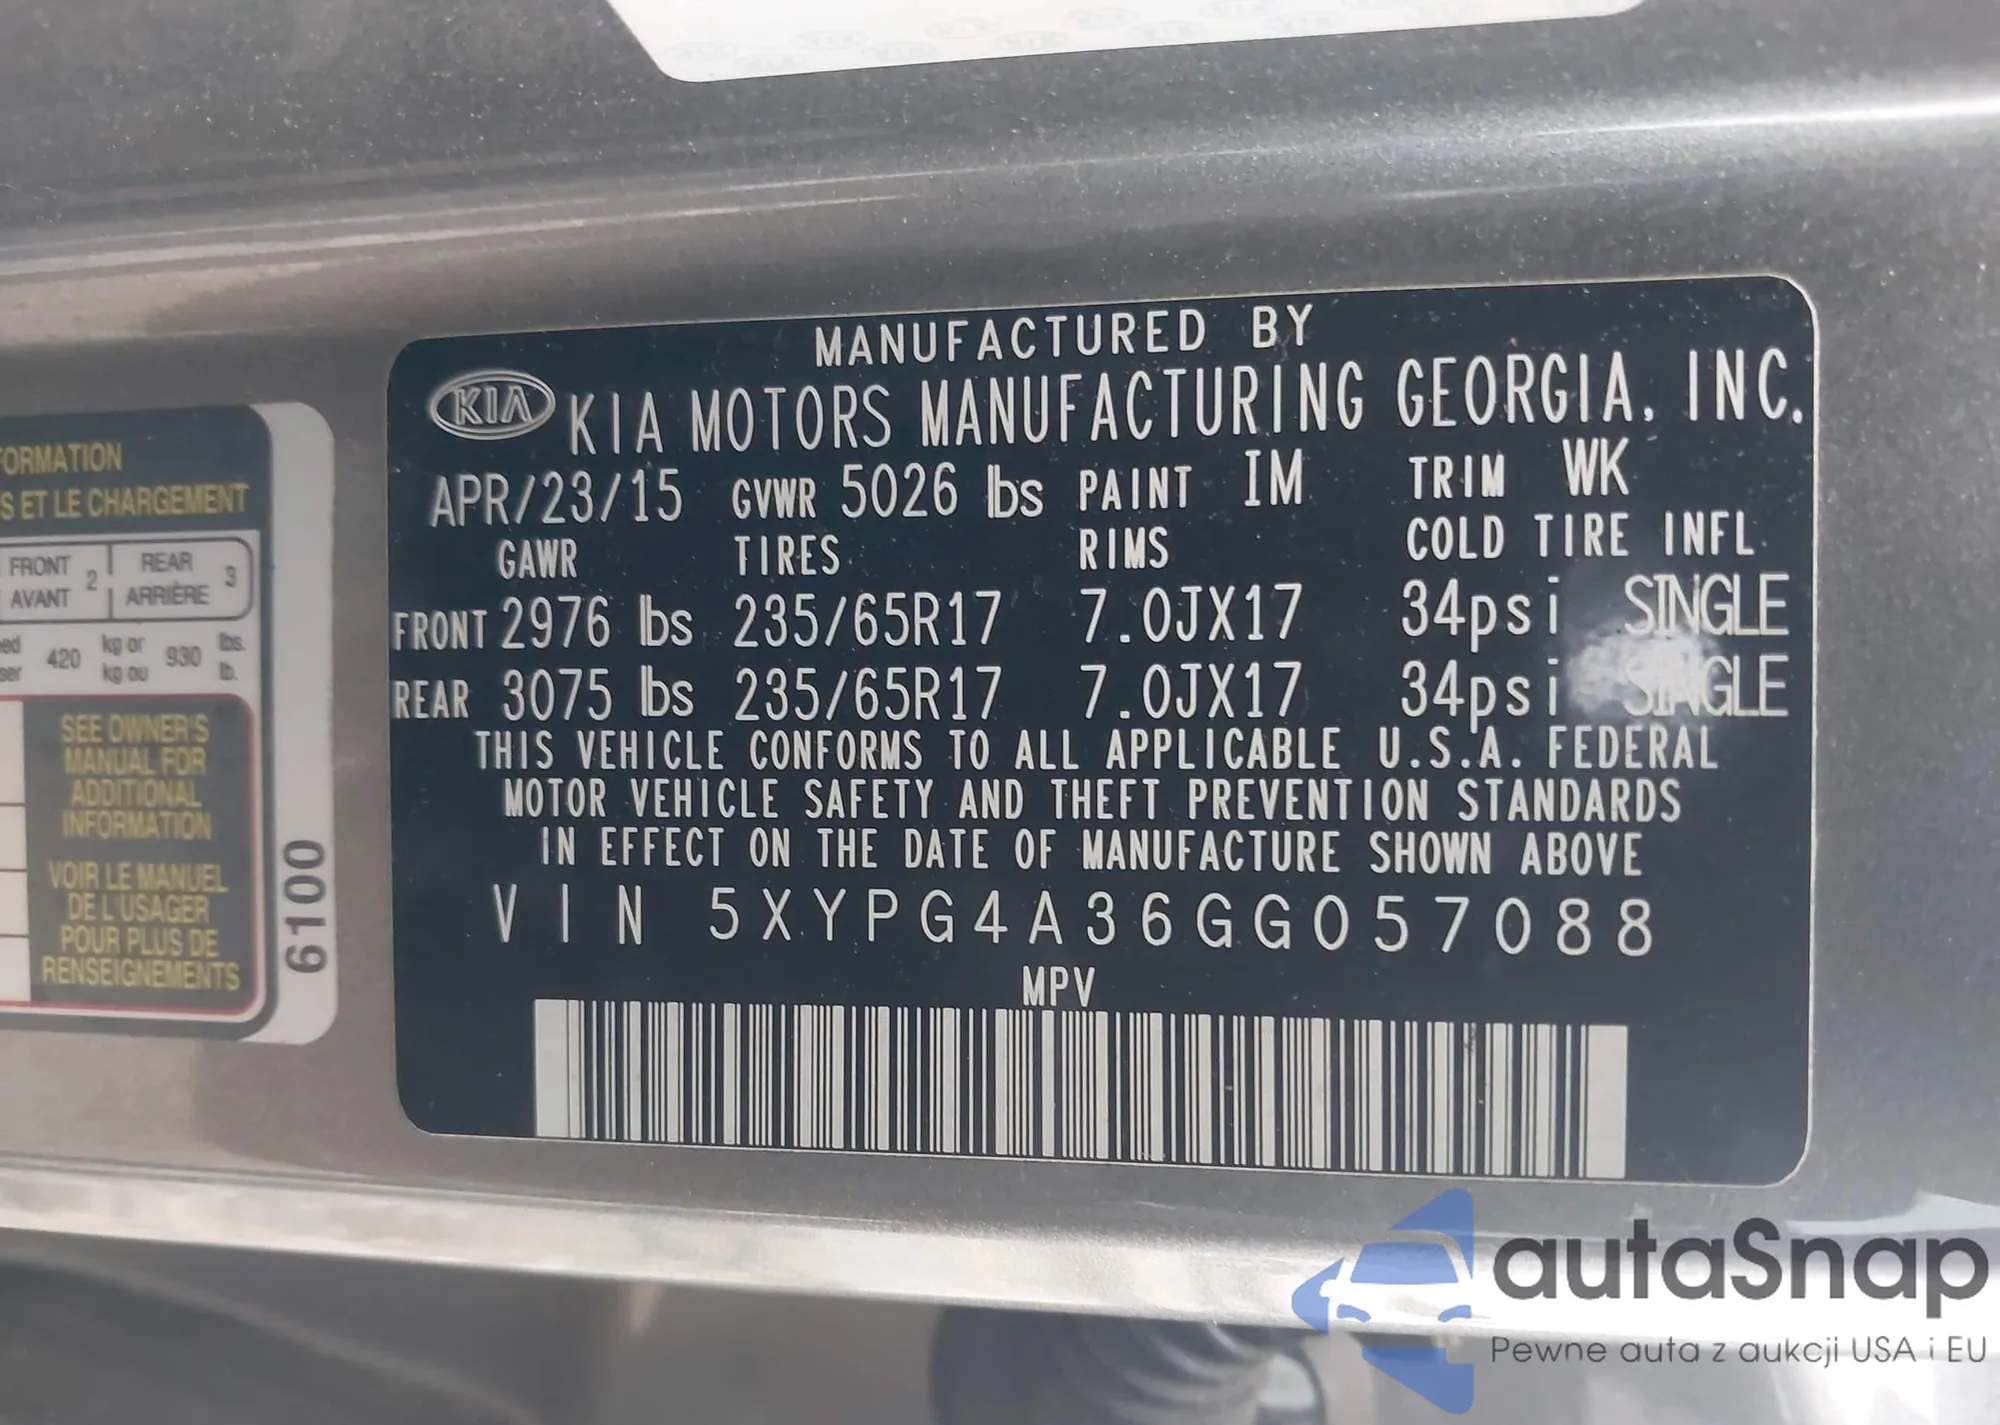 MANUFACTURED BY
KIA KIA MOTORS MANUFACTURING GEORGIA, INC.
APR/23/15 GVWR 5026 lbs PAINT IM TRIM WK
GAWR TIRES RIMS COLD TIRE INFL
FRONT 2976 lbs 235/65R17 7.0JX17 34psi SINGLE
REAR 3075 lbs 235/65R17 7.0JX17 34psi SINGLE
THIS VEHICLE CONFORMS TO ALL APPLICABLE U.S.A. FEDERAL
MOTOR VEHICLE SAFETY AND THEFT PREVENTION STANDARDS
IN EFFECT ON THE DATE OF MANUFACTURE SHOWN ABOVE
VIN 5XYPG4A36GG057088
MPV
FORMATION
S ET LE CHARGEMENT
FRONT 2 REAR 3
AVANT ARRIÈRE
420 kg or 930 lbs.
kg ou lb.
SEE OWNER'S
MANUAL FOR
ADDITIONAL
INFORMATION
VOIR LE MANUEL
DE L'USAGER
POUR PLUS DE
RENSEIGNEMENTS
6100
autaSnap
Pewne auta z aukcji USA i EU